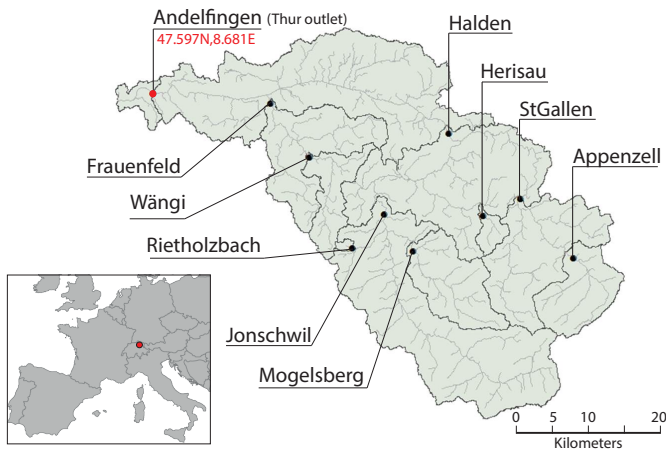 Andelfingen (Thur outlet)
47.597N,8.681E
Halden
Herisau
StGallen
Appenzell
Frauenfeld
Wängi
Rietholzbach
Jonschwil
Mogelsberg
0 5 10 20
Kilometers